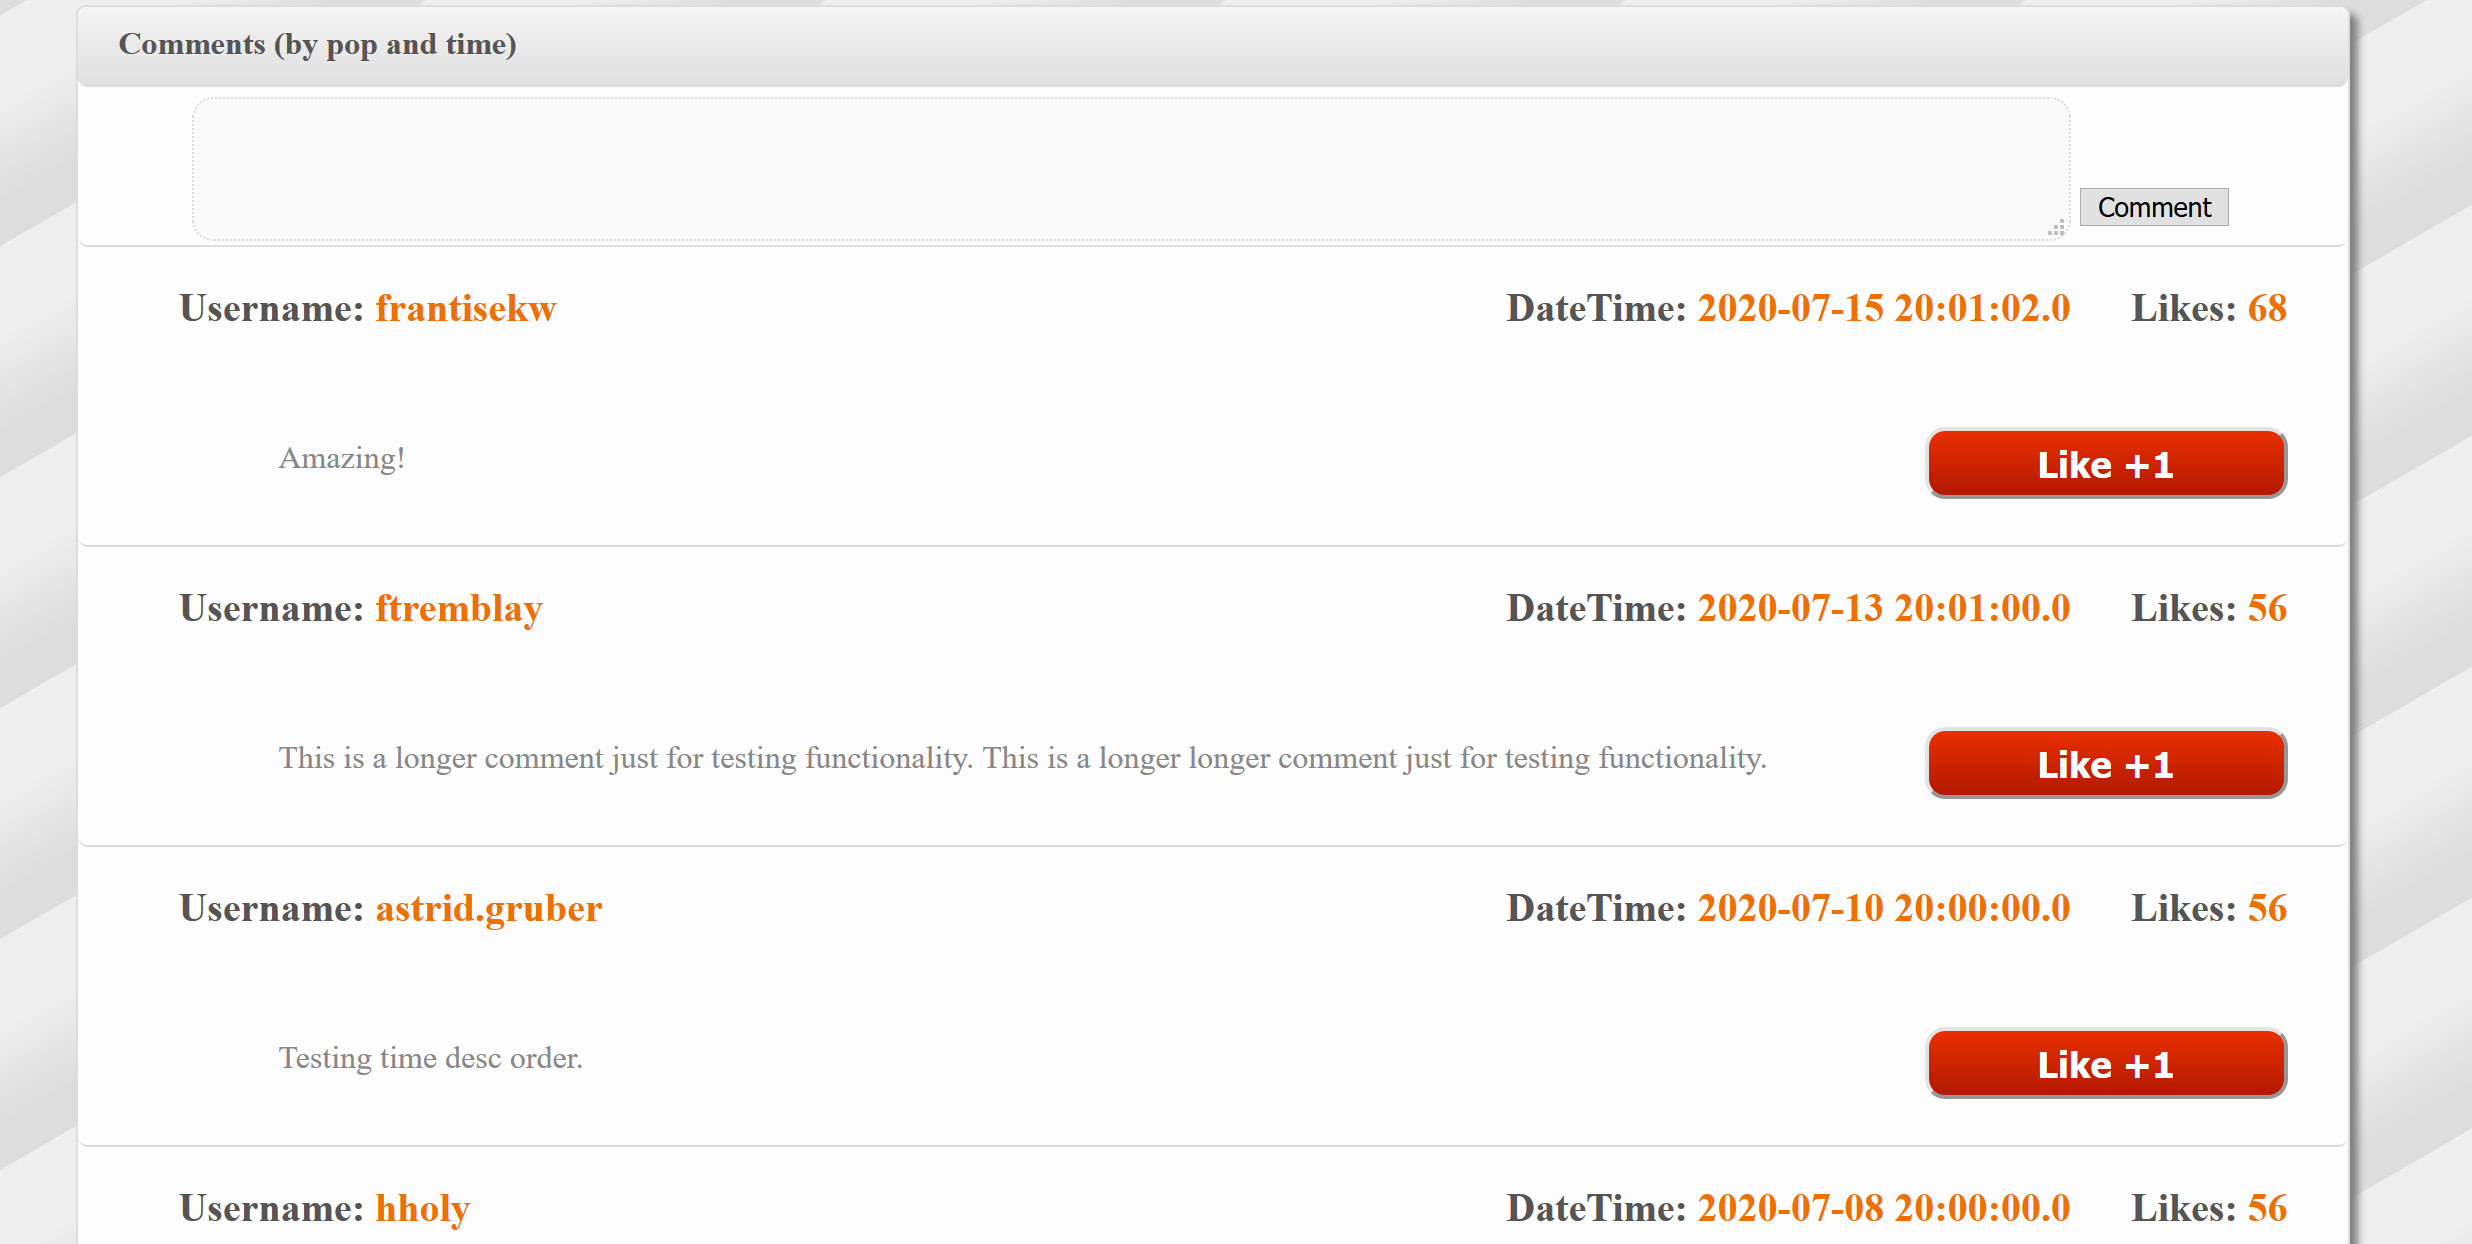 Comments (by pop and time)
Comment
Username: frantisekw DateTime: 2020-07-15 20:01:02.0 Likes: 68
Amazing! Like +1
Username: ftremblay DateTime: 2020-07-13 20:01:00.0 Likes: 56
This is a longer comment just for testing functionality. This is a longer longer comment just for testing functionality. Like +1
Username: astrid.gruber DateTime: 2020-07-10 20:00:00.0 Likes: 56
Testing time desc order. Like +1
Username: hholy DateTime: 2020-07-08 20:00:00.0 Likes: 56